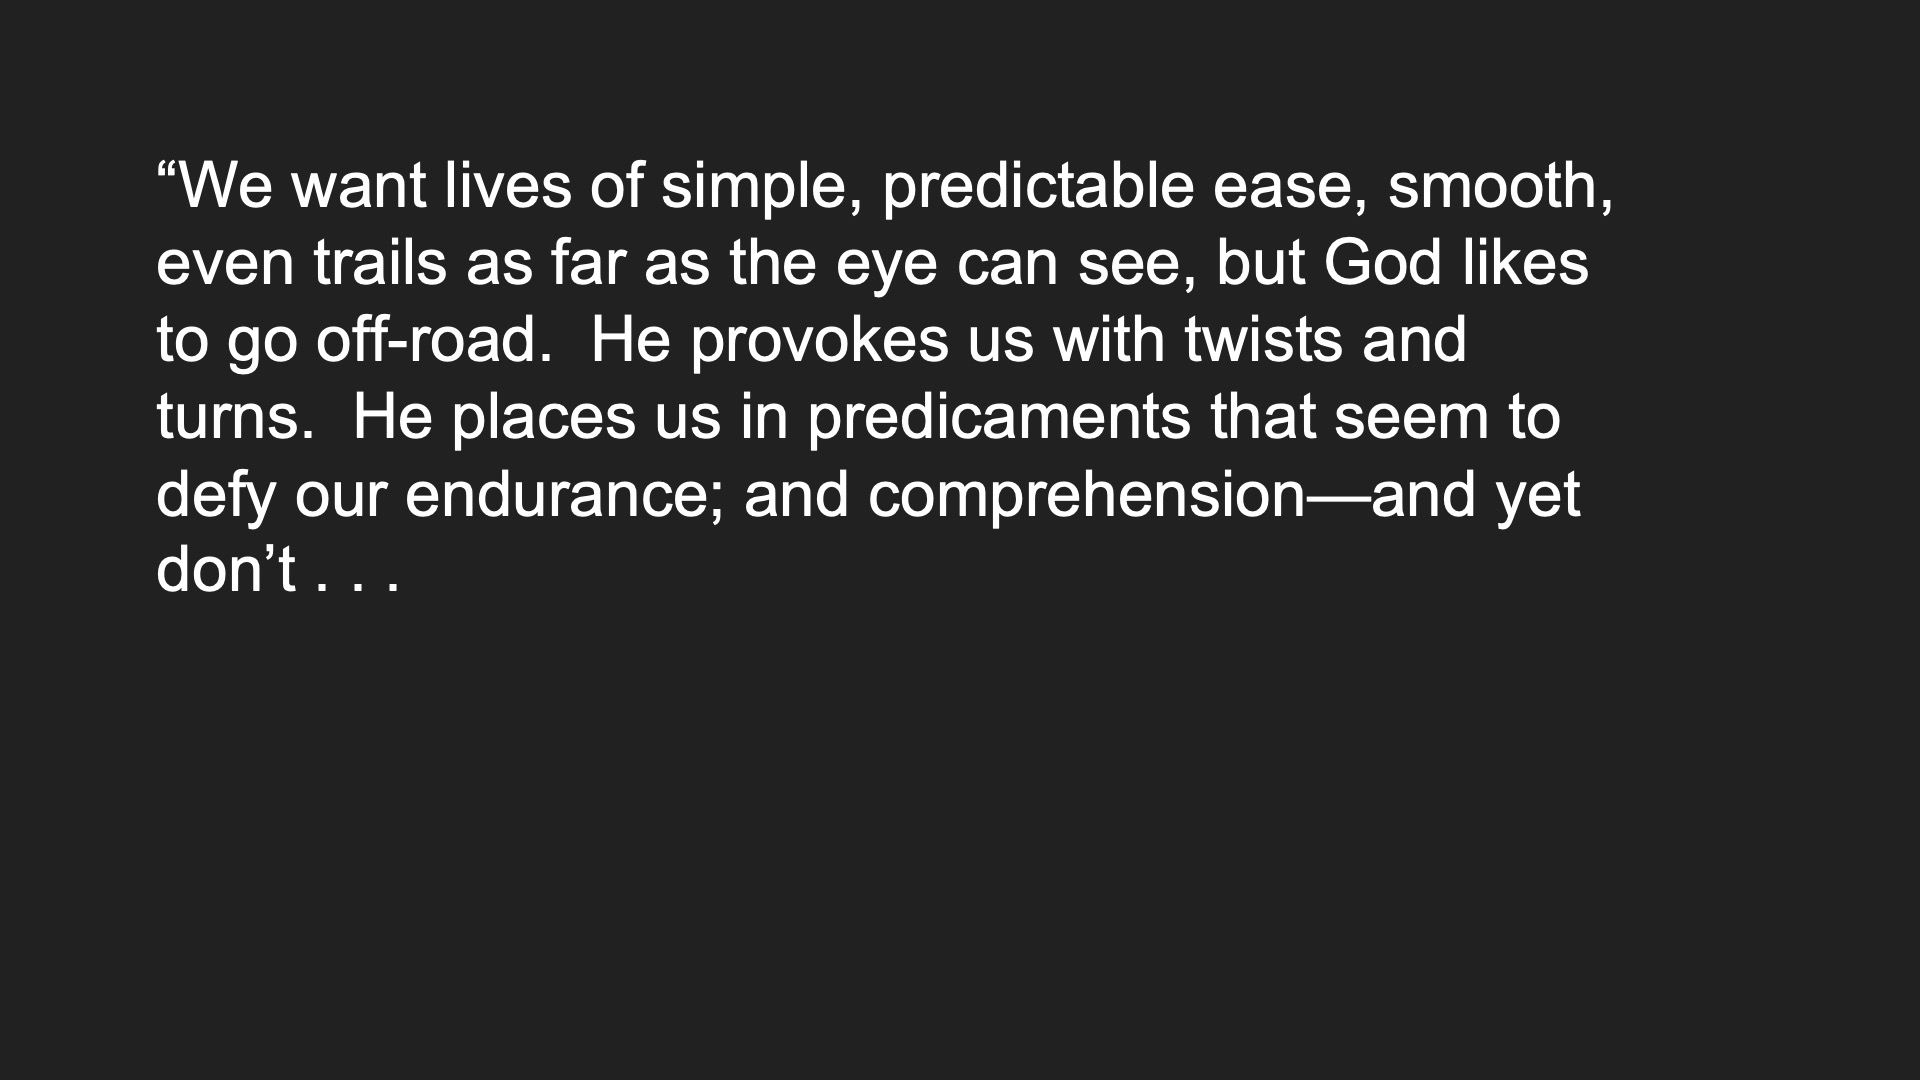 “We want lives of simple, predictable ease, smooth,
even trails as far as the eye can see, but God likes
to go off-road.  He provokes us with twists and
turns.  He places us in predicaments that seem to
defy our endurance; and comprehension—and yet
don’t . . .